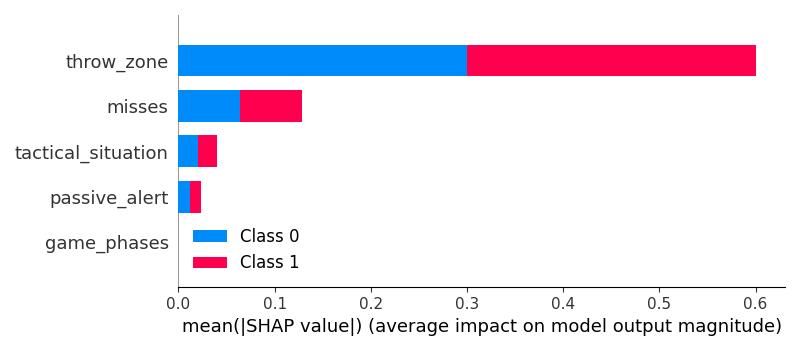 throw_zone
misses
tactical_situation
passive_alert
game_phases
Class 0
Class 1
0.0 0.1 0.2 0.3 0.4 0.5 0.6
mean(|SHAP value|) (average impact on model output magnitude)